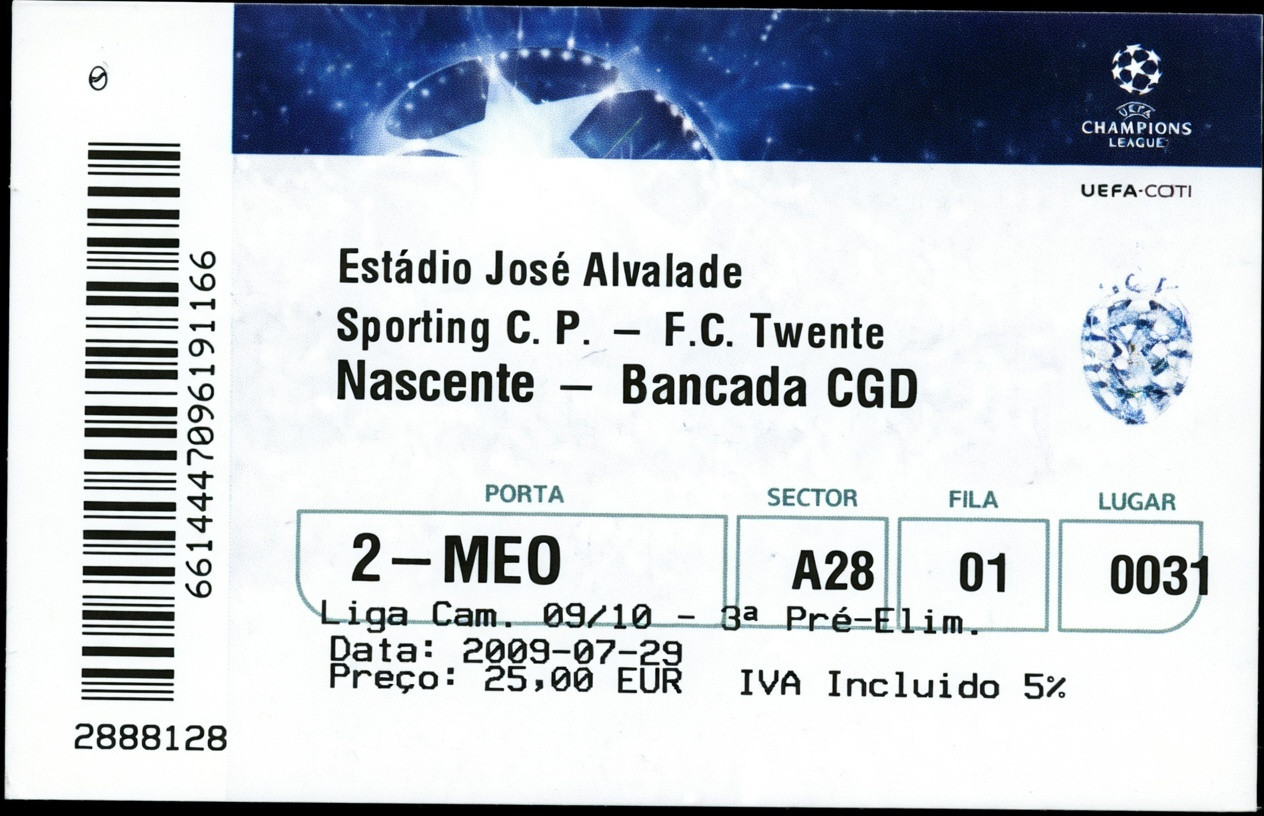 UEFA
CHAMPIONS
LEAGUE
UEFA-COTI
Estádio José Alvalade
Sporting C. P. – F.C. Twente
Nascente – Bancada CGD
PORTA SECTOR FILA LUGAR
2 – MEO A28 01 0031
Liga Cam. 09/10 - 3ª Pré-Elim.
Data: 2009-07-29
Preço: 25,00 EUR IVA Incluido 5%
6614447096191166
2888128